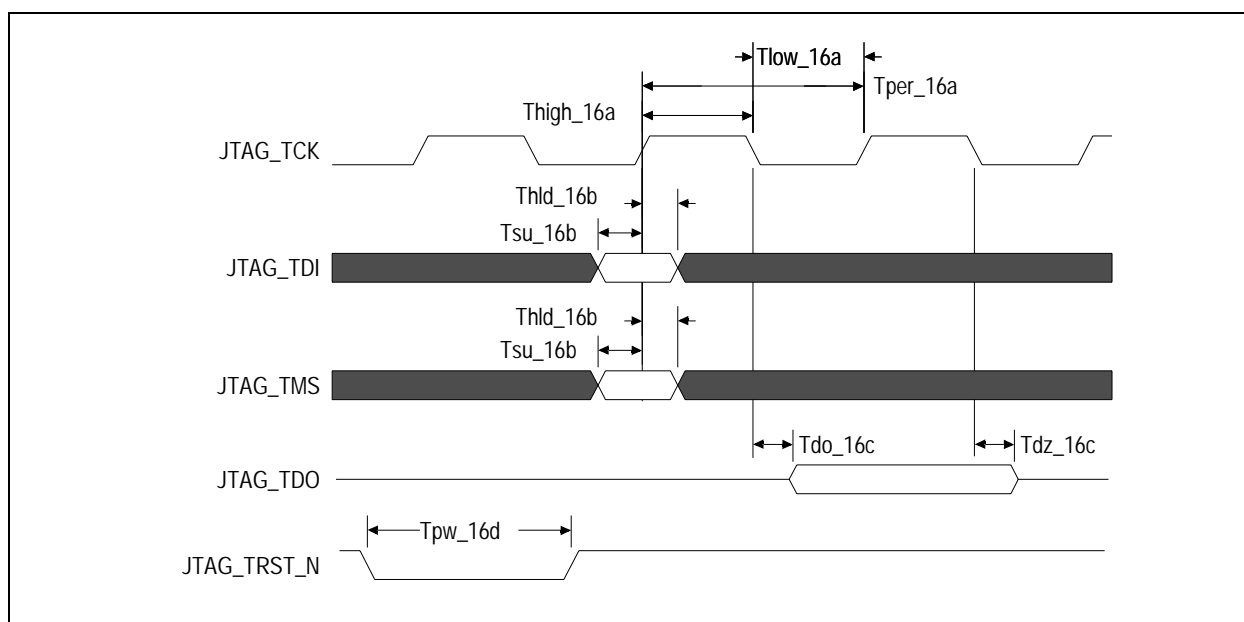 Tlow_16a
Tper_16a
Thigh_16a
JTAG_TCK
Thld_16b
Tsu_16b
JTAG_TDI
Thld_16b
Tsu_16b
JTAG_TMS
Tdo_16c
Tdz_16c
JTAG_TDO
Tpw_16d
JTAG_TRST_N